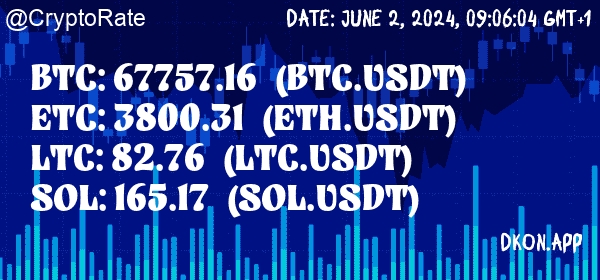 @CryptoRate
DATE: JUNE 2, 2024, 09:06:04 GMT+1
BTC: 67757.16 (BTC.USDT)
ETC: 3800.31 (ETH.USDT)
LTC: 82.76 (LTC.USDT)
SOL: 165.17 (SOL.USDT)
DKON.APP